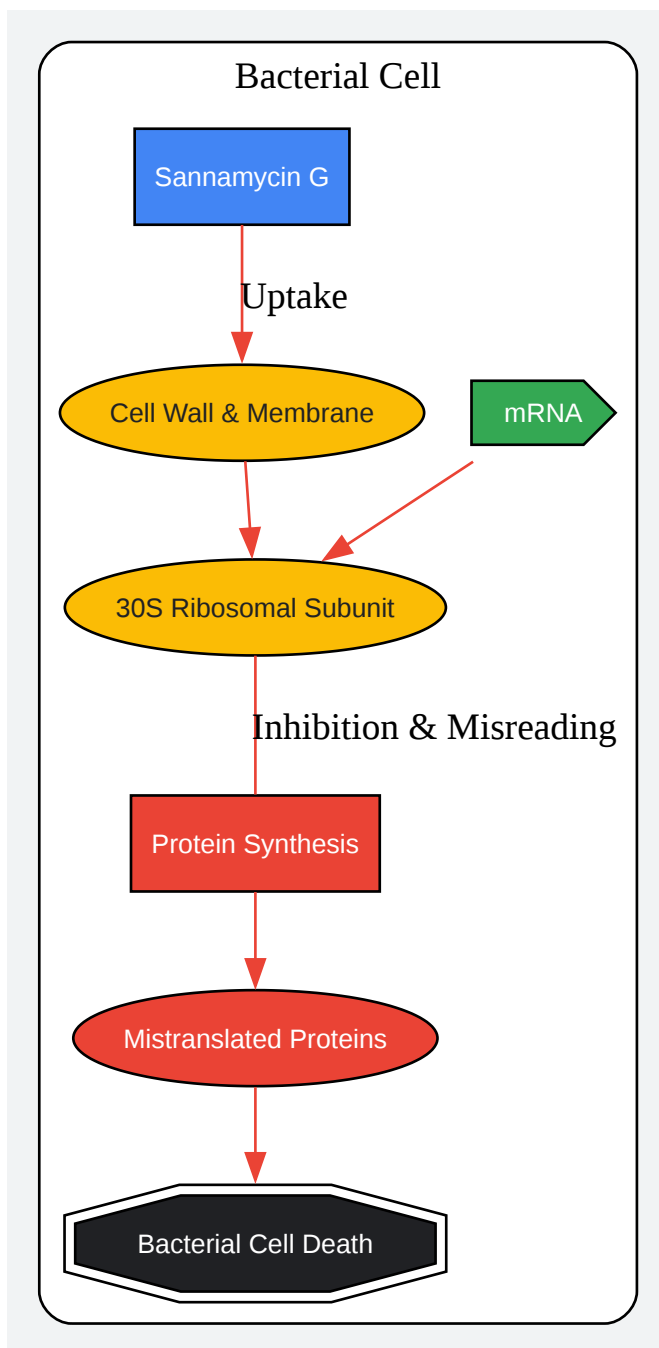 Bacterial Cell
Sannamycin G
Uptake
Cell Wall & Membrane
mRNA
30S Ribosomal Subunit
Inhibition & Misreading
Protein Synthesis
Mistranslated Proteins
Bacterial Cell Death